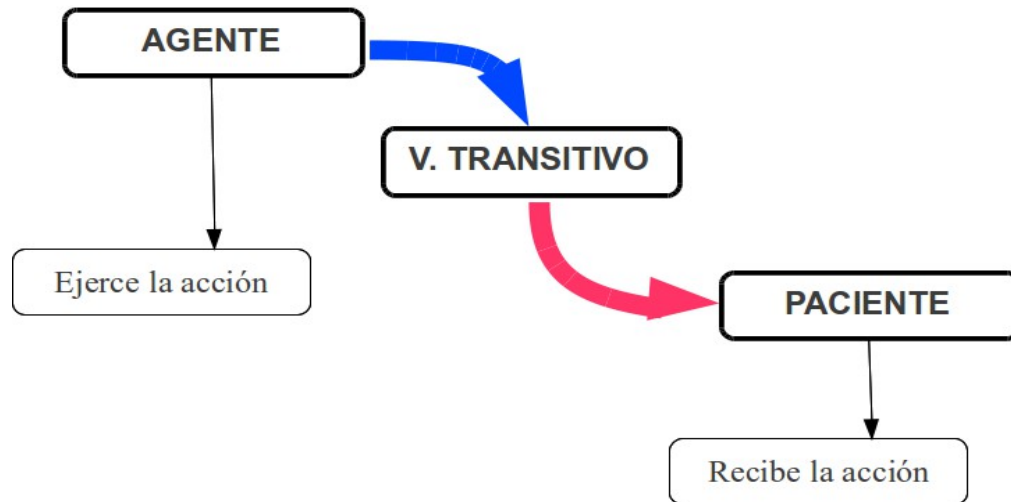 AGENTE
V. TRANSITIVO
Ejerce la acción
PACIENTE
Recibe la acción